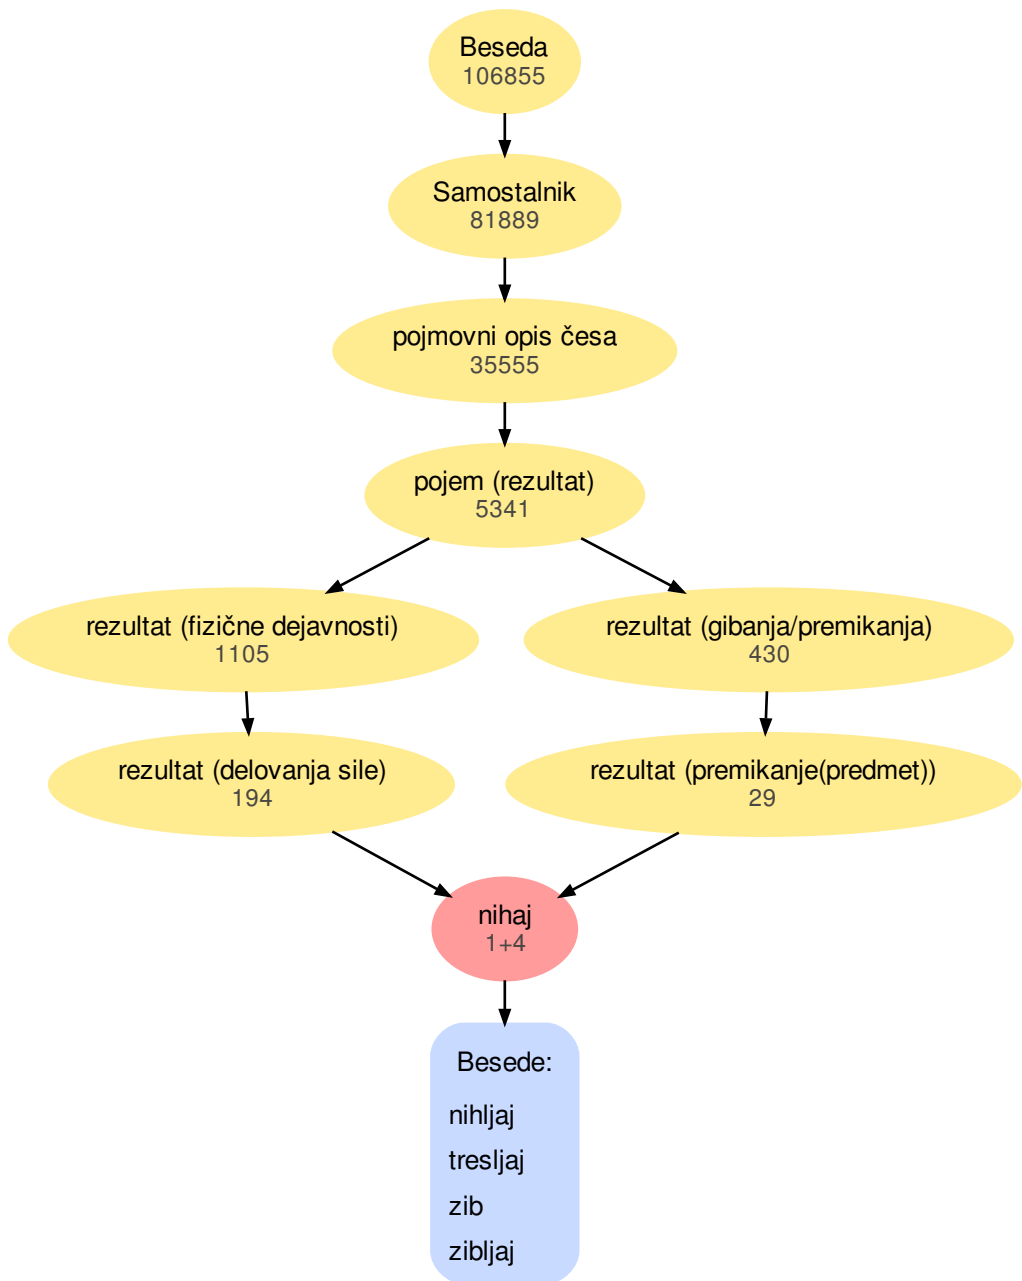 Beseda
106855
Samostalnik
81889
pojmovni opis česa
35555
pojem (rezultat)
5341
rezultat (fizične dejavnosti)
1105
rezultat (gibanja/premikanja)
430
rezultat (delovanja sile)
194
rezultat (premikanje(predmet))
29
nihaj
1+4
Besede:
nihljaj
tresljaj
zib
zibljaj